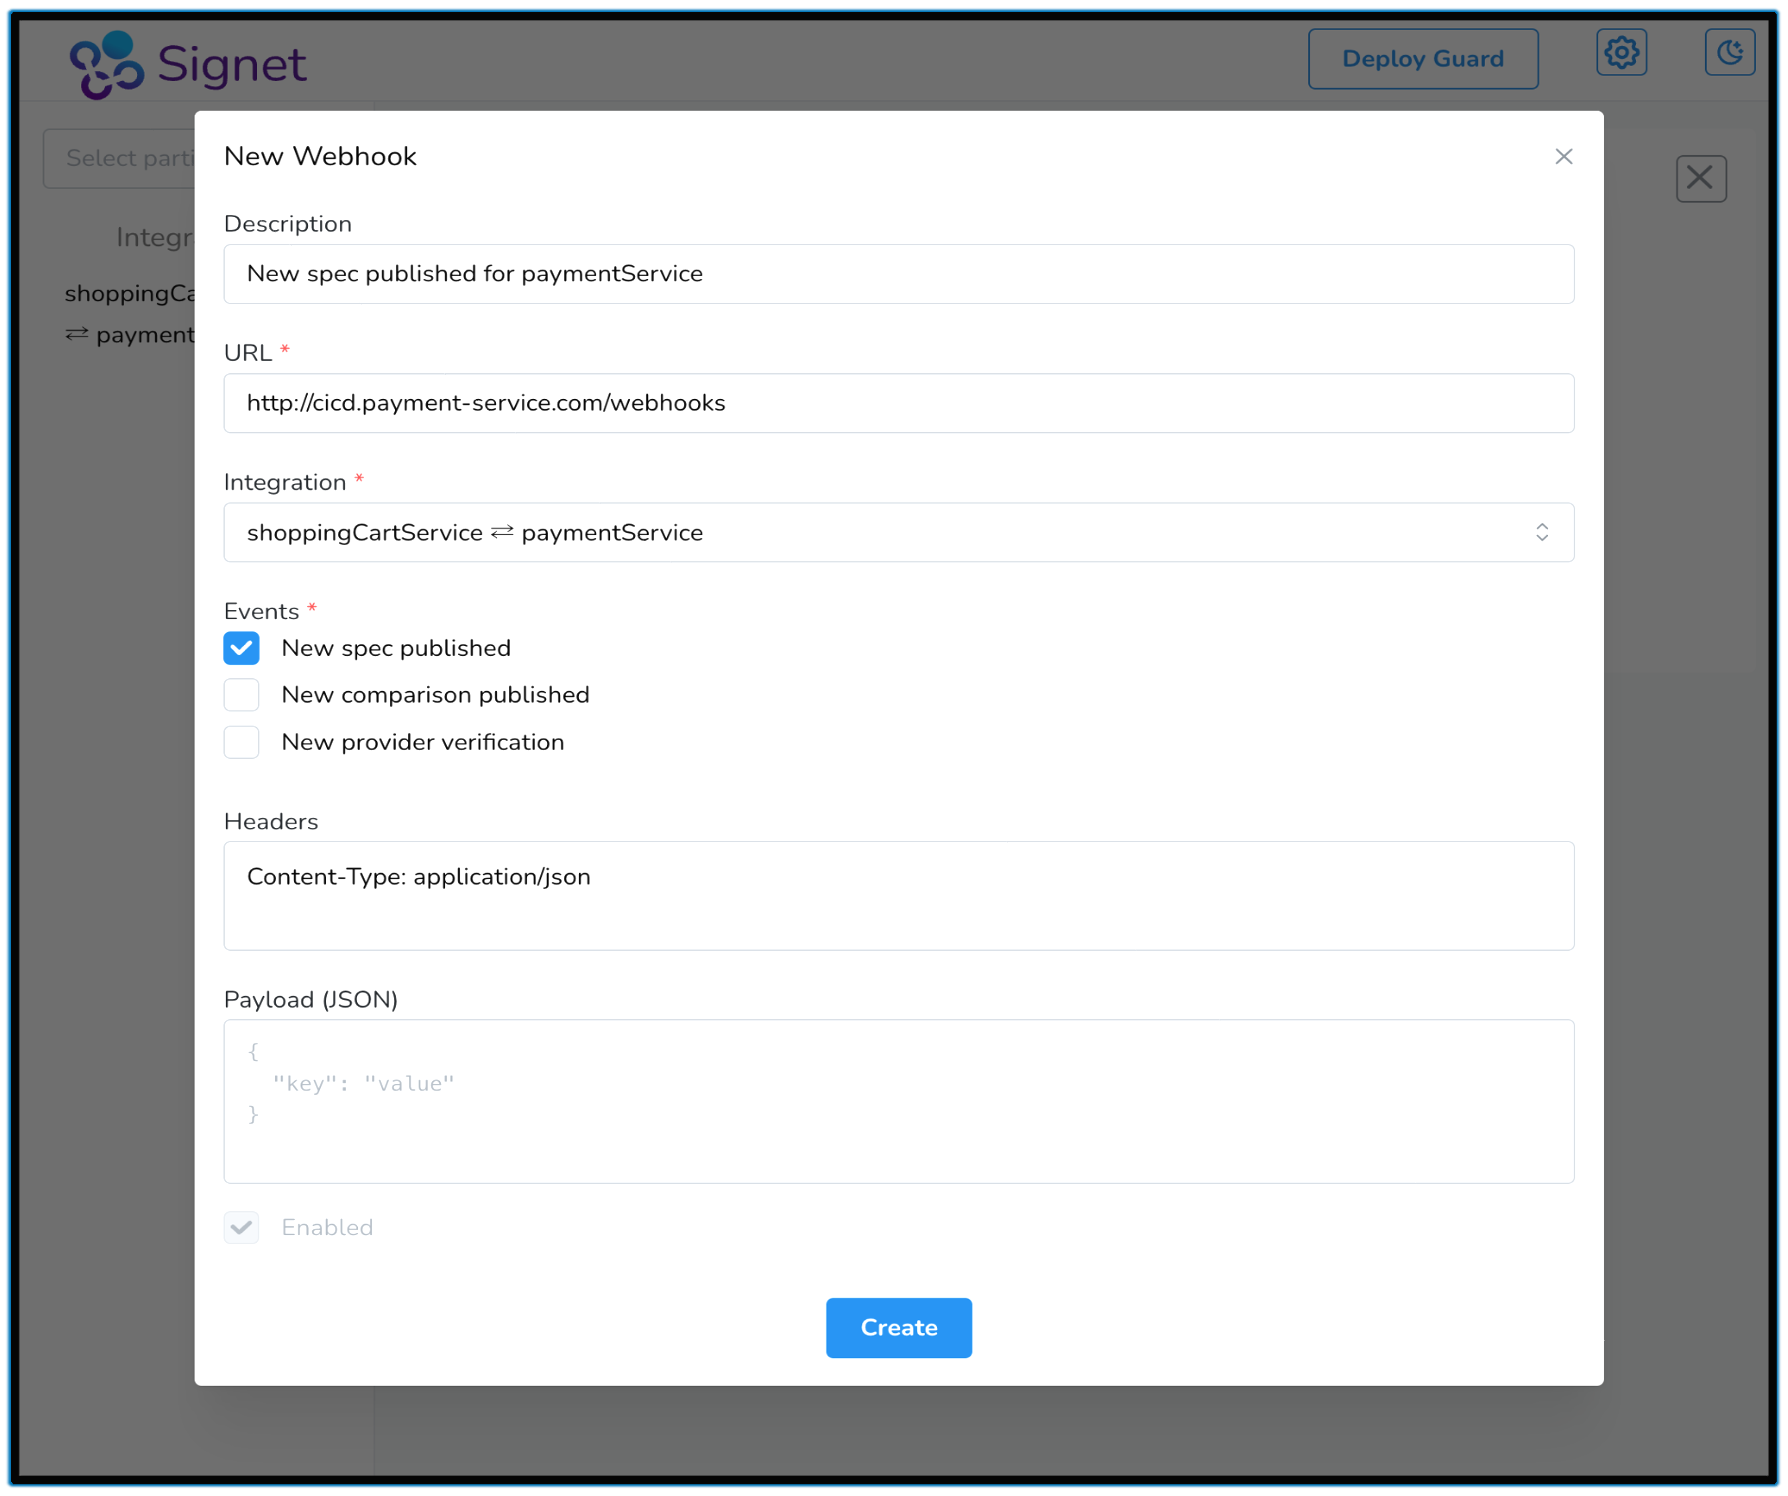 Signet
Deploy Guard
Select parti
Integr
shoppingCa
⇄ payment
New Webhook
Description
New spec published for paymentService
URL *
http://cicd.payment-service.com/webhooks
Integration *
shoppingCartService ⇄ paymentService
Events *
New spec published
New comparison published
New provider verification
Headers
Content-Type: application/json
Payload (JSON)
{
"key": "value"
}
Enabled
Create